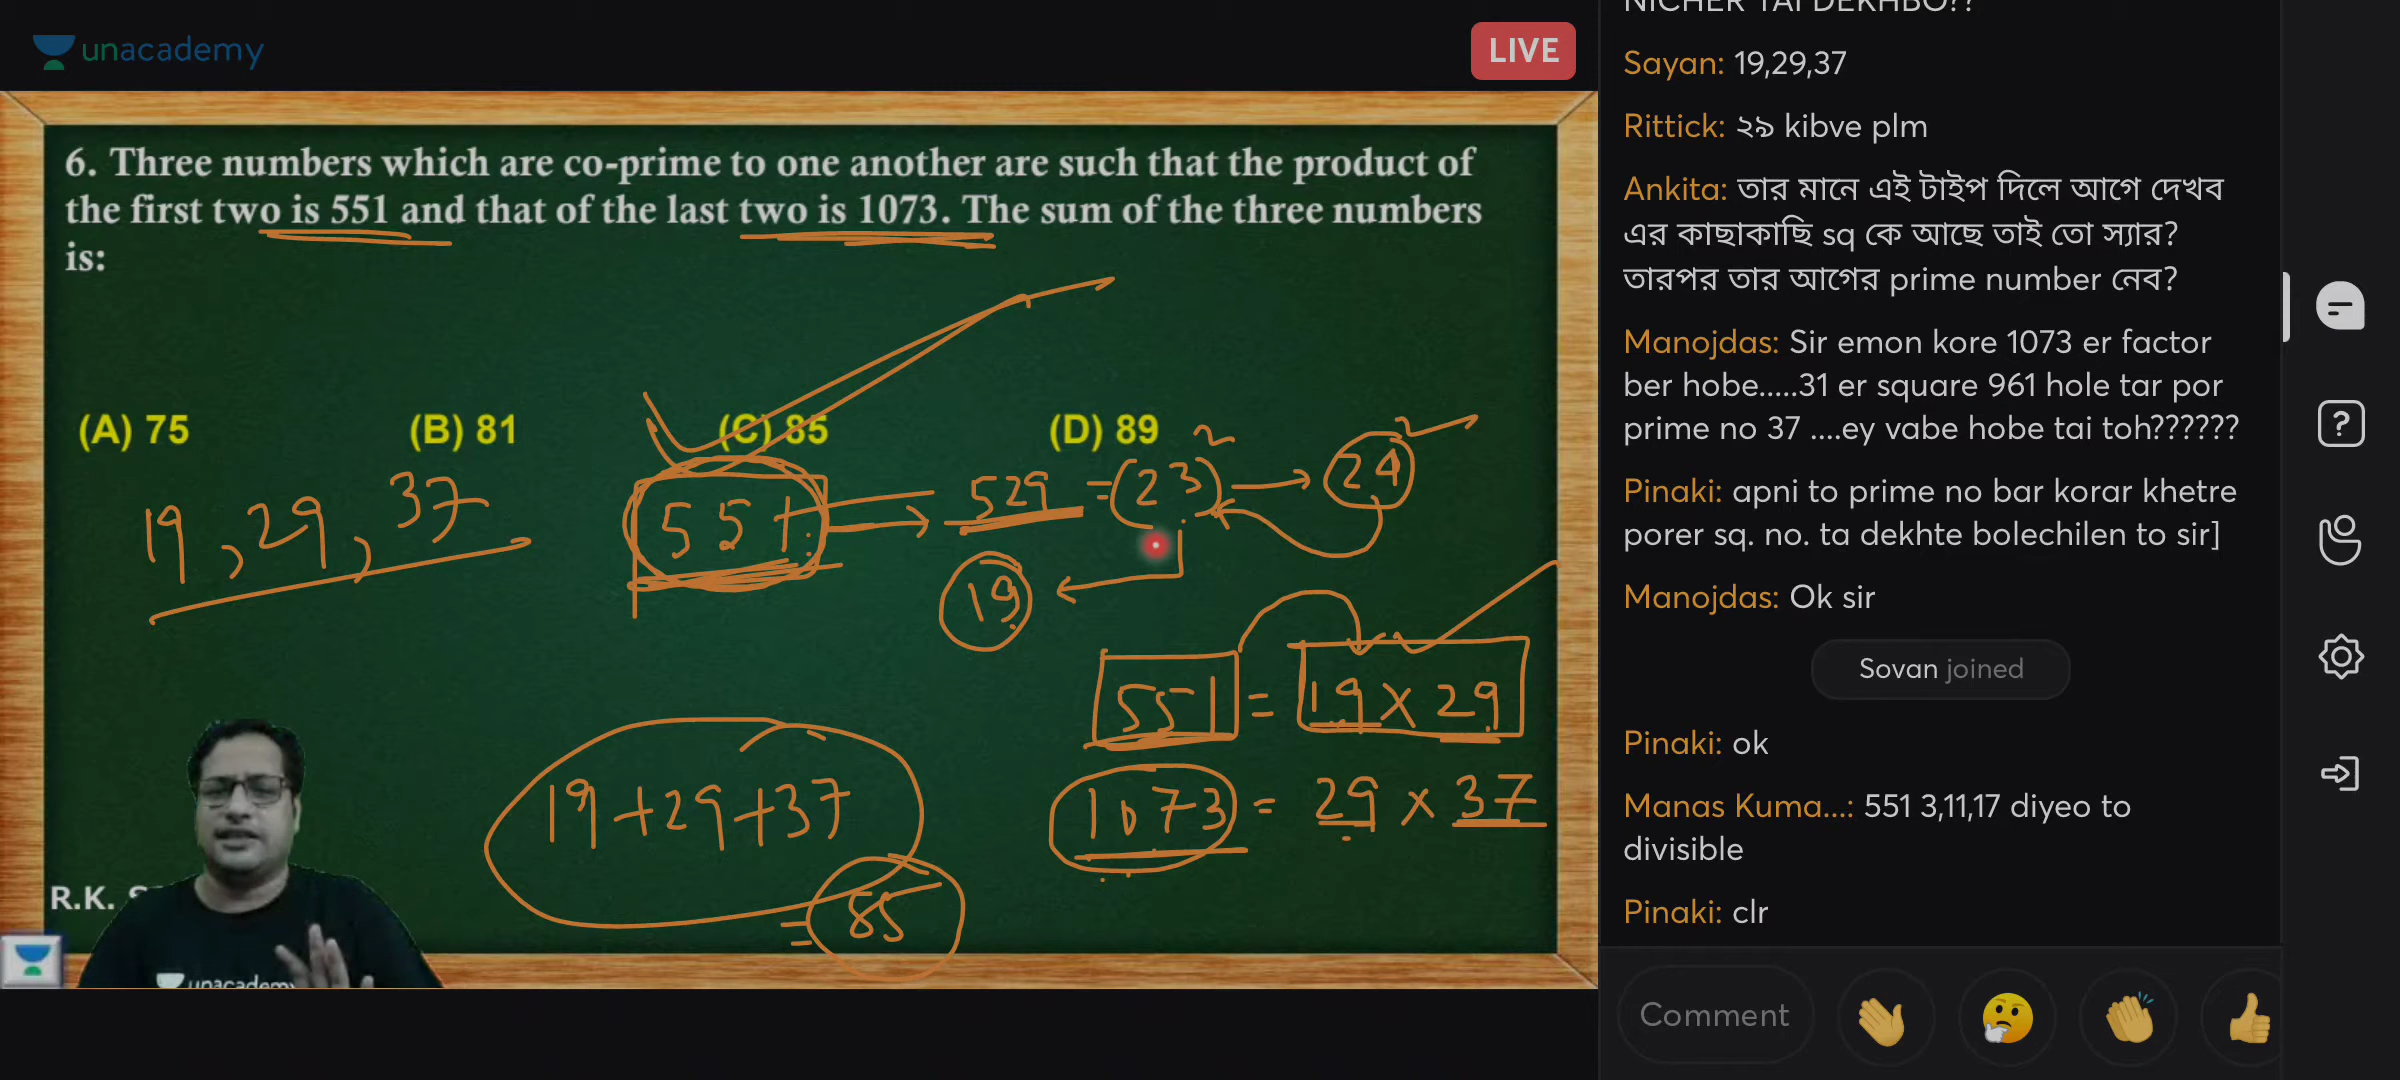 unacademy
LIVE
6. Three numbers which are co-prime to one another are such that the product of
the first two is 551 and that of the last two is 1073. The sum of the three numbers
is:
(A) 75 (B) 81 (C) 85 (D) 89
19, 29, 37
551 529 = (23)² 24²
19
551 = 19 × 29
1073 = 29 × 37
19+29+37
= 85
R.K.
unacademy
Sayan: 19,29,37
Rittick: ২৯ kibve plm
Ankita: তার মানে এই টাইপ দিলে আগে দেখব
এর কাছাকাছি sq কে আছে তাই তো স্যার?
তারপর তার আগের prime number নেব?
Manojdas: Sir emon kore 1073 er factor
ber hobe.....31 er square 961 hole tar por
prime no 37 ....ey vabe hobe tai toh??????
Pinaki: apni to prime no bar korar khetre
porer sq. no. ta dekhte bolechilen to sir]
Manojdas: Ok sir
Sovan joined
Pinaki: ok
Manas Kuma...: 551 3,11,17 diyeo to
divisible
Pinaki: clr
Comment